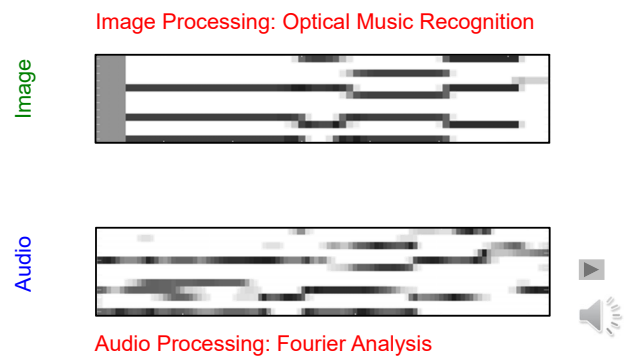 Image Processing: Optical Music Recognition
Image
Audio
Audio Processing: Fourier Analysis